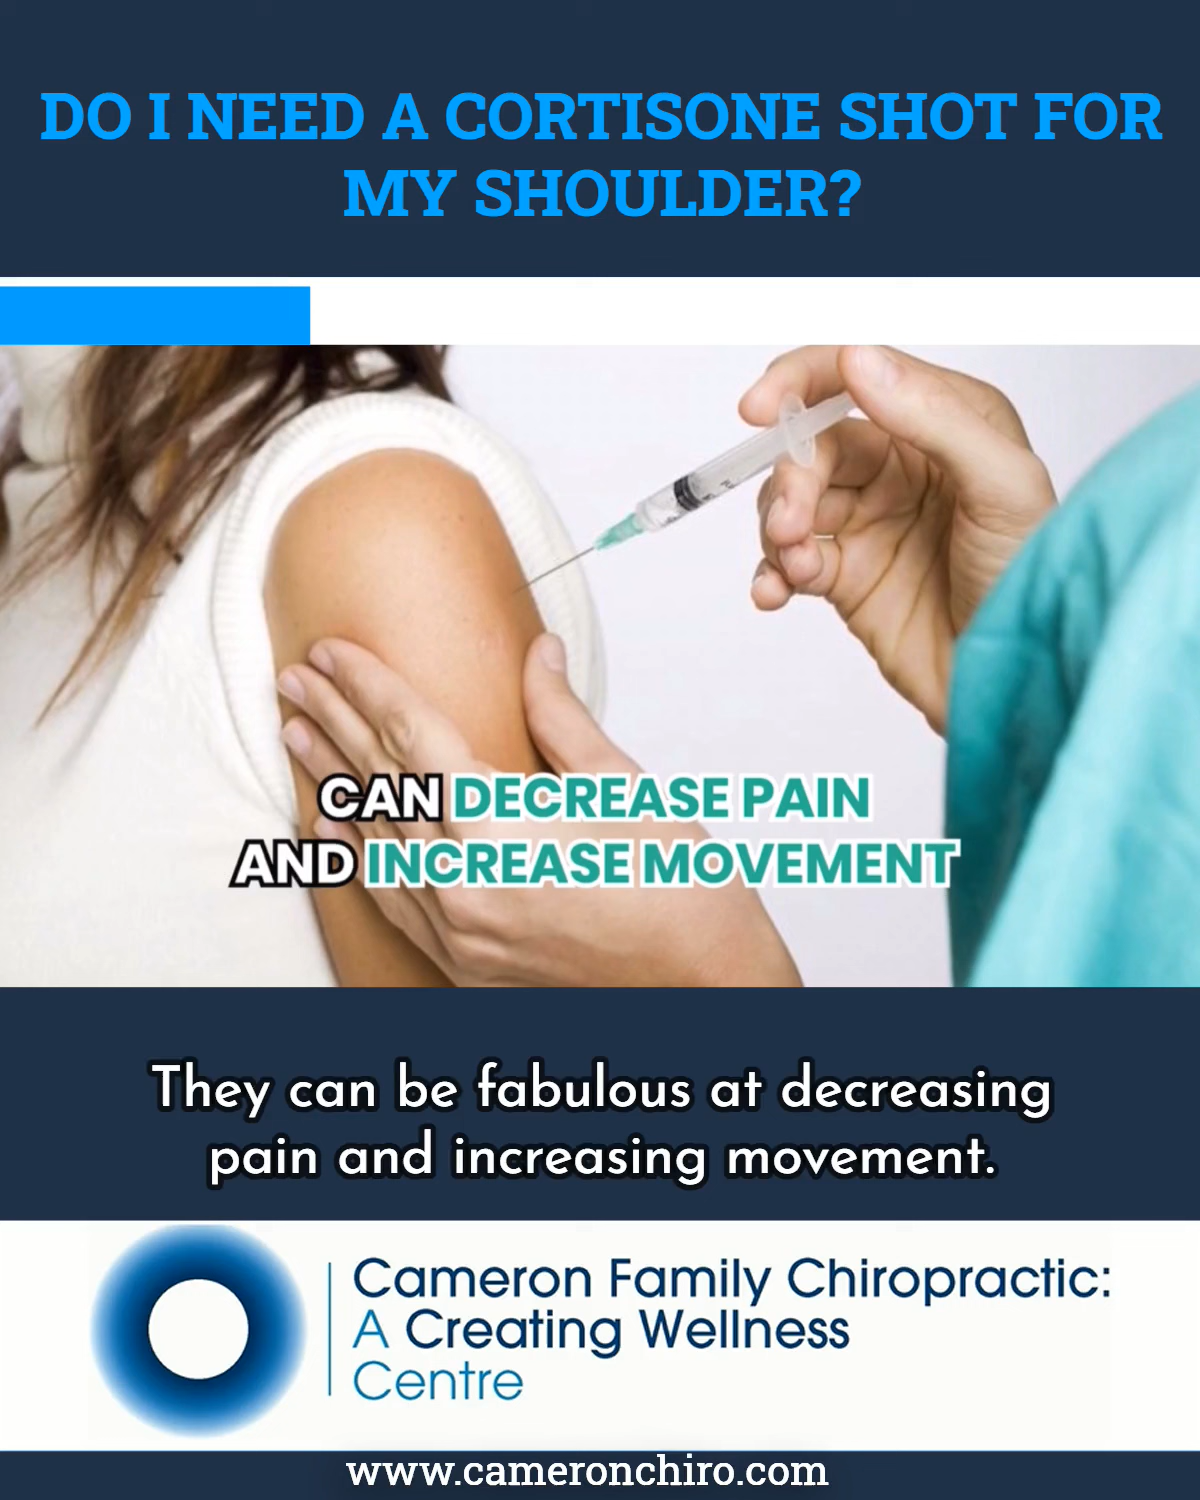 DO I NEED A CORTISONE SHOT FOR
MY SHOULDER?
CAN DECREASE PAIN
AND INCREASE MOVEMENT
They can be fabulous at decreasing
pain and increasing movement.
Cameron Family Chiropractic:
A Creating Wellness
Centre
www.cameronchiro.com